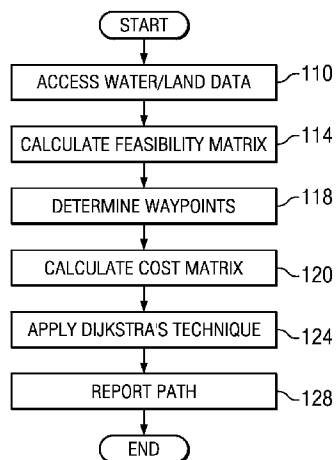 START
ACCESS WATER/LAND DATA 110
CALCULATE FEASIBILITY MATRIX 114
DETERMINE WAYPOINTS 118
CALCULATE COST MATRIX 120
APPLY DIJKSTRA'S TECHNIQUE 124
REPORT PATH 128
END